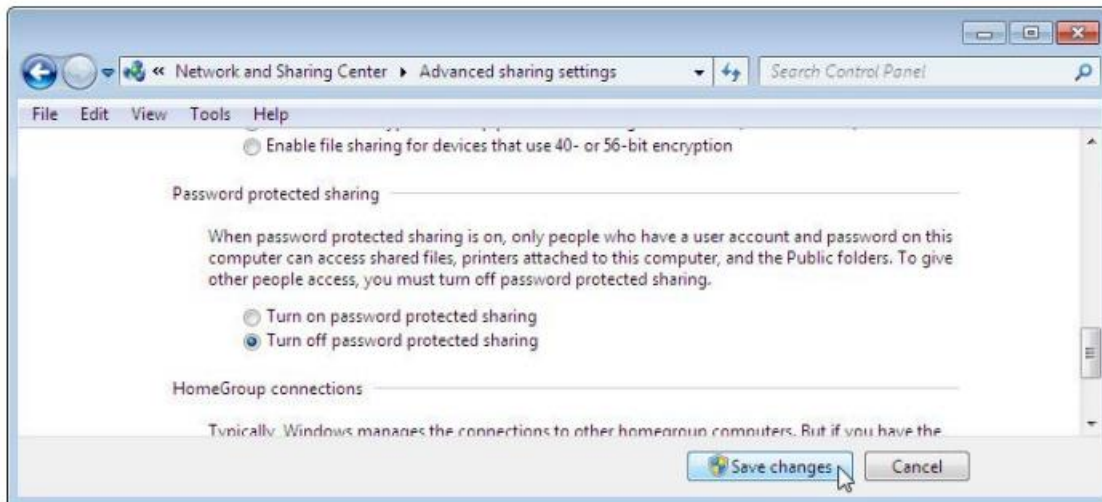 « Network and Sharing Center ▸ Advanced sharing settings
Search Control Panel
File Edit View Tools Help
Enable file sharing for devices that use 40- or 56-bit encryption
Password protected sharing
When password protected sharing is on, only people who have a user account and password on this
computer can access shared files, printers attached to this computer, and the Public folders. To give
other people access, you must turn off password protected sharing.
Turn on password protected sharing
Turn off password protected sharing
HomeGroup connections
Typically, Windows manages the connections to other homegroup computers. But if you have the
Save changes Cancel